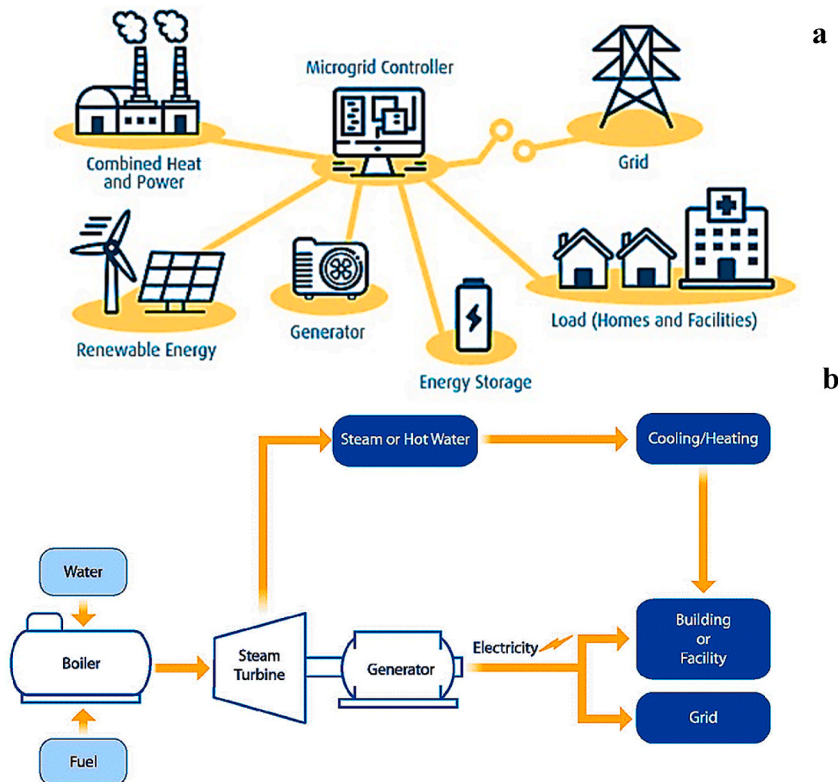 a
Microgrid Controller
Combined Heat
and Power
Grid
Renewable Energy
Generator
Energy Storage
Load (Homes and Facilities)
b
Steam or Hot Water
Cooling/Heating
Water
Boiler
Fuel
Steam
Turbine
Generator
Electricity
Building
or
Facility
Grid